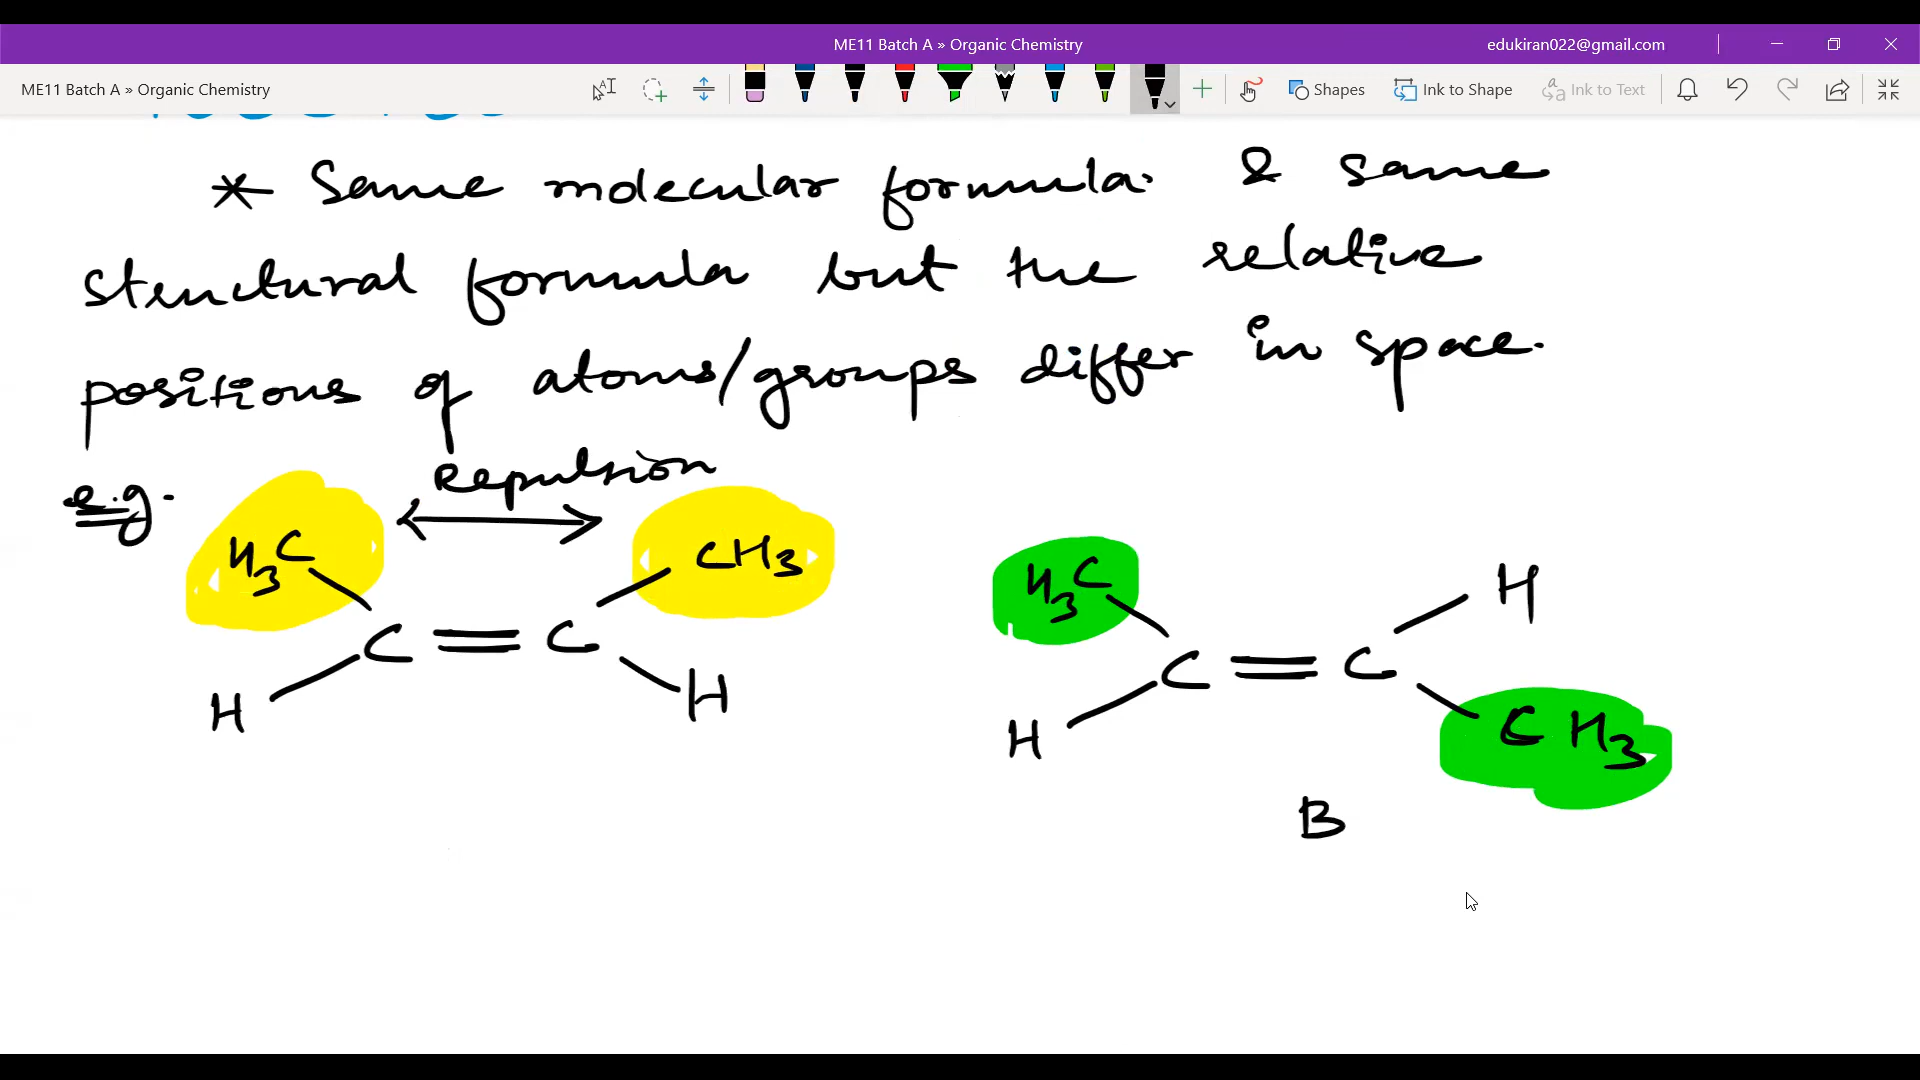 ME11 Batch A » Organic Chemistry
edukiran022@gmail.com
ME11 Batch A » Organic Chemistry
Shapes
Ink to Shape
Ink to Text
* Same molecular formula. & same
structural formula but the relative
positions of atoms/groups differ in space.
e.g.
Repulsion
H3C CH3
C = C
H H
H3C H
C = C
H CH3
B